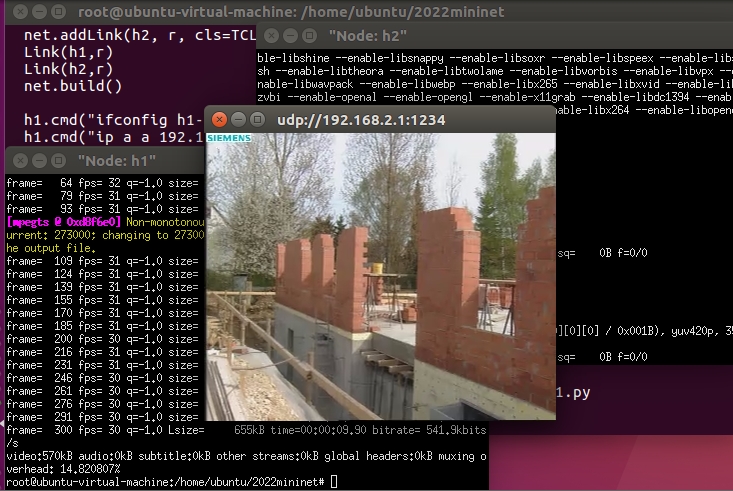 root@ubuntu-virtual-machine: /home/ubuntu/2022mininet
net.addLink(h2, r, cls=TCL
Link(h1,r)
Link(h2,r)
net.build()
h1.cmd("ifconfig h1-
h1.cmd("ip a a 192.1
"Node: h2"
ble-libshine --enable-libsnappy --enable-libsoxr --enable-libspeex --enable-libs
sh --enable-libtheora --enable-libtwolame --enable-libvorbis --enable-libvpx --e
nable-libwavpack --enable-libwebp --enable-libx265 --enable-libxvid --enable-lib
zvbi --enable-openal --enable-opengl --enable-x11grab --enable-libdc1394 --enabl
-enable-libx264 --enable-libopen
sq=    0B f=0/0
][0][0] / 0x001B), yuv420p, 35
sq=    0B f=0/0
1.py
udp://192.168.2.1:1234
SIEMENS
"Node: h1"
frame=   64 fps= 32 q=-1.0 size=
frame=   79 fps= 31 q=-1.0 size=
frame=   93 fps= 31 q=-1.0 size=
[mpegts @ 0xd8f6e0] Non-monotonou
urrent: 273000; changing to 27300
he output file.
frame=  109 fps= 31 q=-1.0 size=
frame=  124 fps= 31 q=-1.0 size=
frame=  139 fps= 31 q=-1.0 size=
frame=  155 fps= 31 q=-1.0 size=
frame=  170 fps= 31 q=-1.0 size=
frame=  185 fps= 31 q=-1.0 size=
frame=  200 fps= 30 q=-1.0 size=
frame=  216 fps= 31 q=-1.0 size=
frame=  231 fps= 31 q=-1.0 size=
frame=  246 fps= 30 q=-1.0 size=
frame=  261 fps= 30 q=-1.0 size=
frame=  276 fps= 30 q=-1.0 size=
frame=  291 fps= 30 q=-1.0 size=
frame=  300 fps= 30 q=-1.0 Lsize=     655kB time=00:00:09.90 bitrate= 541.9kbits
/s
video:570kB audio:0kB subtitle:0kB other streams:0kB global headers:0kB muxing o
verhead: 14.820807%
root@ubuntu-virtual-machine:/home/ubuntu/2022mininet#